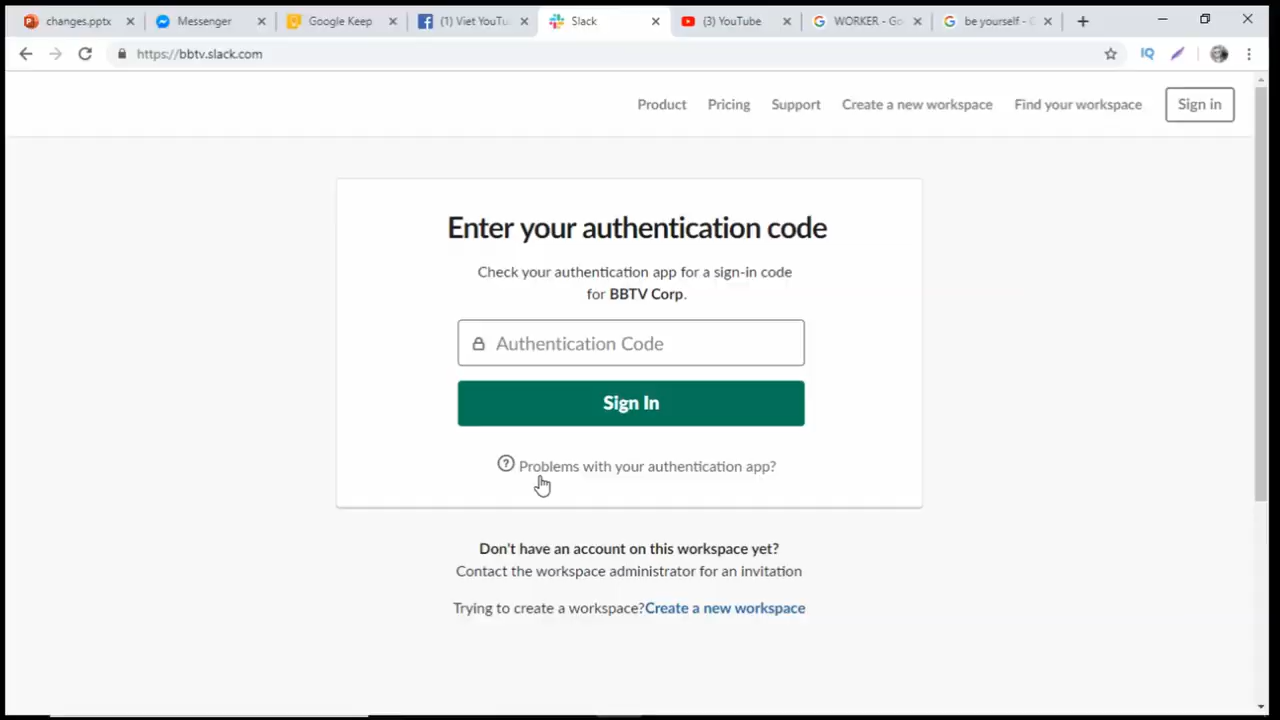 changes.pptx
Messenger
Google Keep
(1) Viet YouTu
Slack
(3) YouTube
WORKER - Go
be yourself - G
https://bbtv.slack.com
IQ
Product
Pricing
Support
Create a new workspace
Find your workspace
Sign in
Enter your authentication code
Check your authentication app for a sign-in code
for BBTV Corp.
Authentication Code
Sign In
Problems with your authentication app?
Don't have an account on this workspace yet?
Contact the workspace administrator for an invitation
Trying to create a workspace?Create a new workspace